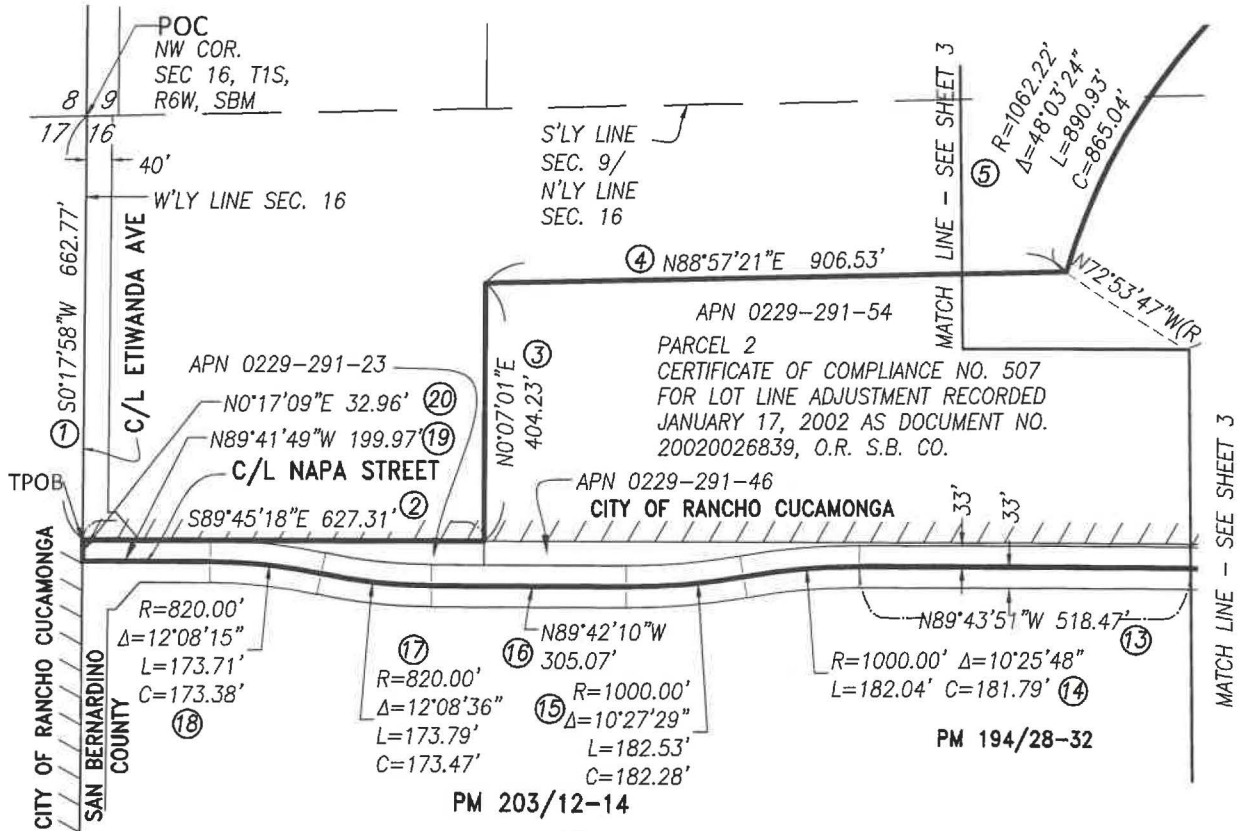 POC
NW COR.
SEC 16, T1S,
R6W, SBM
8 9
17 16
40'
W'LY LINE SEC. 16
S'LY LINE
SEC. 9/
N'LY LINE
SEC. 16
MATCH LINE - SEE SHEET 3
⑤ R=1062.22'
Δ=48°03'24"
L=890.93'
C=865.04'
① S0°17'58"W 662.77'
C/L ETIWANDA AVE
④ N88°57'21"E 906.53'
N72°53'47"W(R
APN 0229-291-54
PARCEL 2
CERTIFICATE OF COMPLIANCE NO. 507
FOR LOT LINE ADJUSTMENT RECORDED
JANUARY 17, 2002 AS DOCUMENT NO.
20020026839, O.R. S.B. CO.
APN 0229-291-23
N0°17'09"E 32.96' ⑳
N89°41'49"W 199.97' ⑲
C/L NAPA STREET
S89°45'18"E 627.31' ②
N0°07'01"E ③
404.23'
TPOB
APN 0229-291-46
CITY OF RANCHO CUCAMONGA
33'
33'
MATCH LINE - SEE SHEET 3
CITY OF RANCHO CUCAMONGA
SAN BERNARDINO
COUNTY
R=820.00'
Δ=12°08'15"
L=173.71'
C=173.38'
⑱
⑰
R=820.00'
Δ=12°08'36"
L=173.79'
C=173.47'
⑯ N89°42'10"W
305.07'
⑮ R=1000.00'
Δ=10°27'29"
L=182.53'
C=182.28'
R=1000.00' Δ=10°25'48"
L=182.04' C=181.79' ⑭
N89°43'51"W 518.47'
⑬
PM 194/28-32
PM 203/12-14